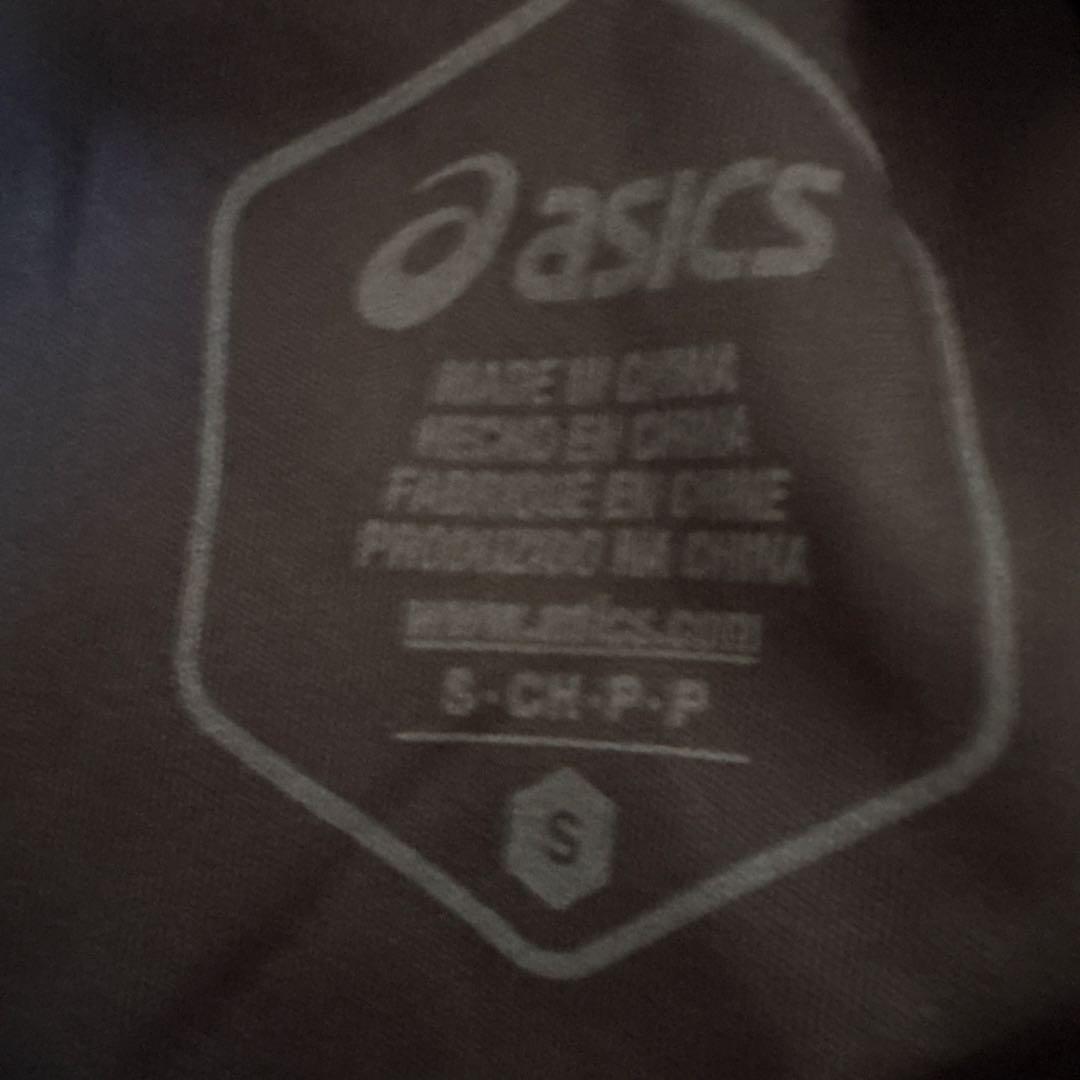 asics
MADE IN CHINA
HECHO EN CHINA
FABRIQUE EN CHINE
PRODUZIDO NA CHINA
www.asics.com
S-CH-P-P
S